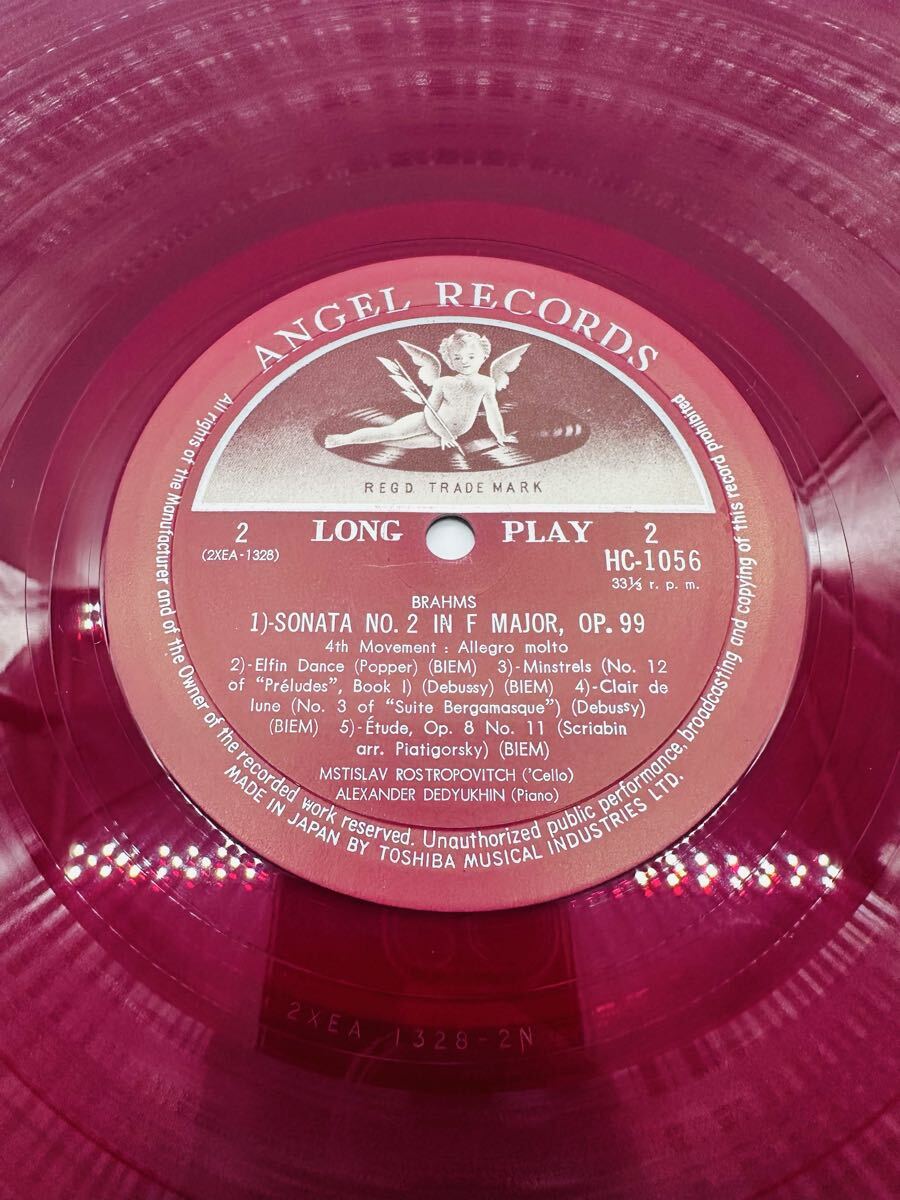 ANGEL RECORDS
REGD. TRADE MARK
2 LONG PLAY 2
(2XEA-1328) HC-1056
33⅓ r. p. m.
BRAHMS
1)-SONATA NO. 2 IN F MAJOR, OP. 99
4th Movement : Allegro molto
2)-Elfin Dance (Popper) (BIEM) 3)-Minstrels (No. 12
of "Préludes", Book I) (Debussy) (BIEM) 4)-Clair de
lune (No. 3 of "Suite Bergamasque") (Debussy)
(BIEM) 5)-Étude, Op. 8 No. 11 (Scriabin
arr. Piatigorsky) (BIEM)
MSTISLAV ROSTROPOVITCH ('Cello)
ALEXANDER DEDYUKHIN (Piano)
All rights of the Manufacturer and of the Owner of the recorded work reserved. Unauthorized public performance, broadcasting and copying of this record prohibited
MADE IN JAPAN BY TOSHIBA MUSICAL INDUSTRIES LTD.
2XEA 1328-2N